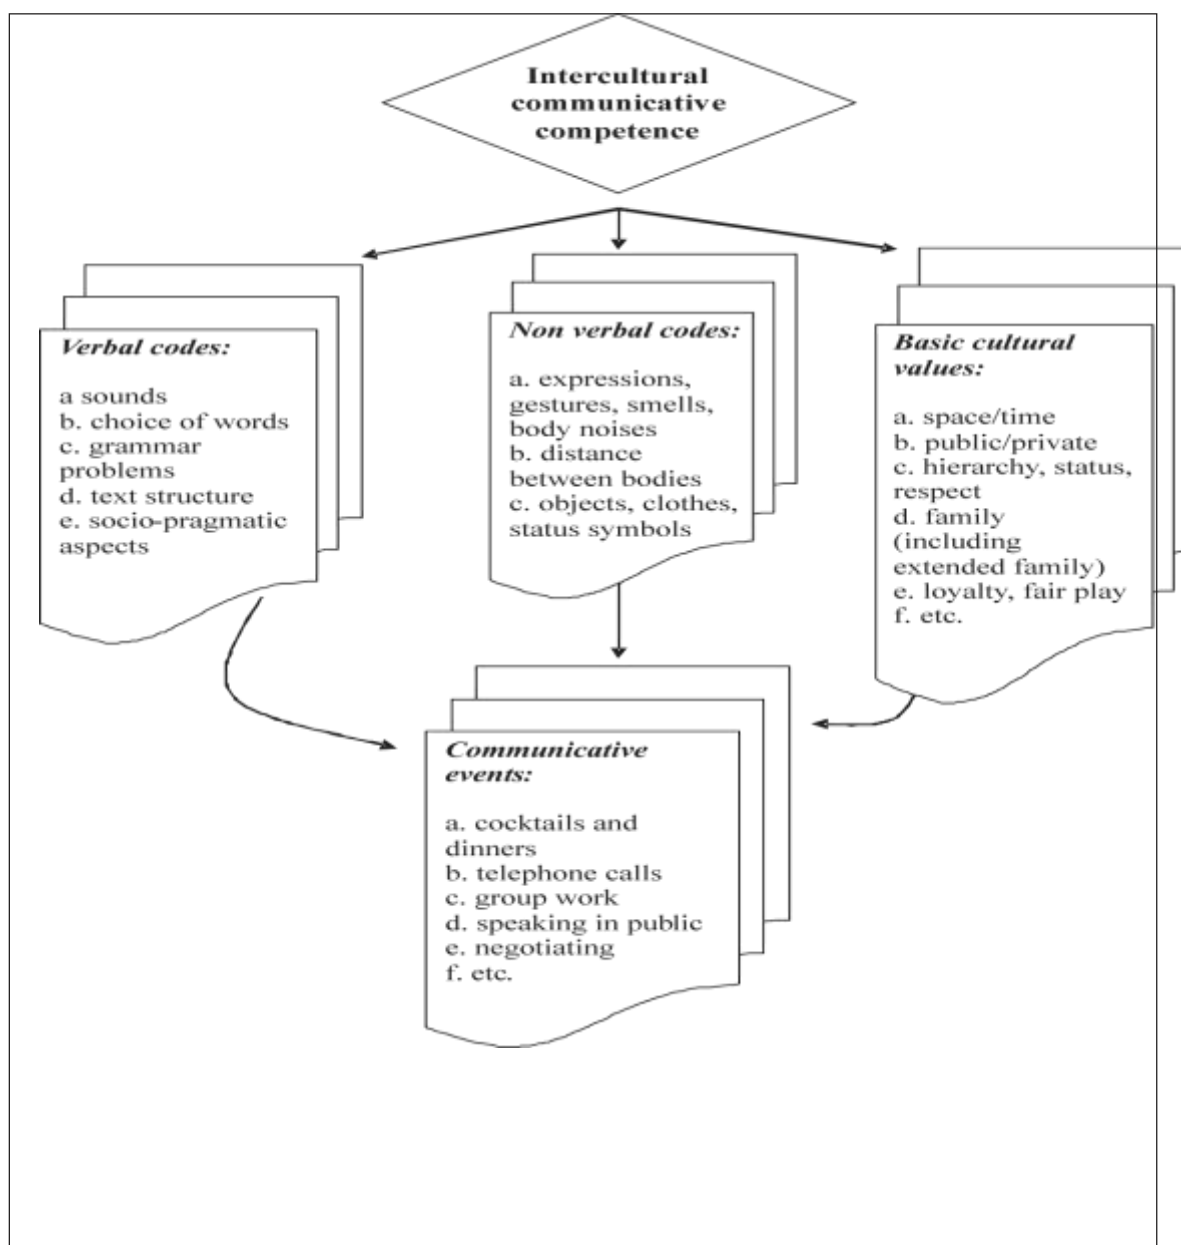 Intercultural
communicative
competence
Verbal codes:
a sounds
b. choice of words
c. grammar
problems
d. text structure
e. socio-pragmatic
aspects
Non verbal codes:
a. expressions,
gestures, smells,
body noises
b. distance
between bodies
c. objects, clothes,
status symbols
Basic cultural
values:
a. space/time
b. public/private
c. hierarchy, status,
respect
d. family
(including
extended family)
e. loyalty, fair play
f. etc.
Communicative
events:
a. cocktails and
dinners
b. telephone calls
c. group work
d. speaking in public
e. negotiating
f. etc.